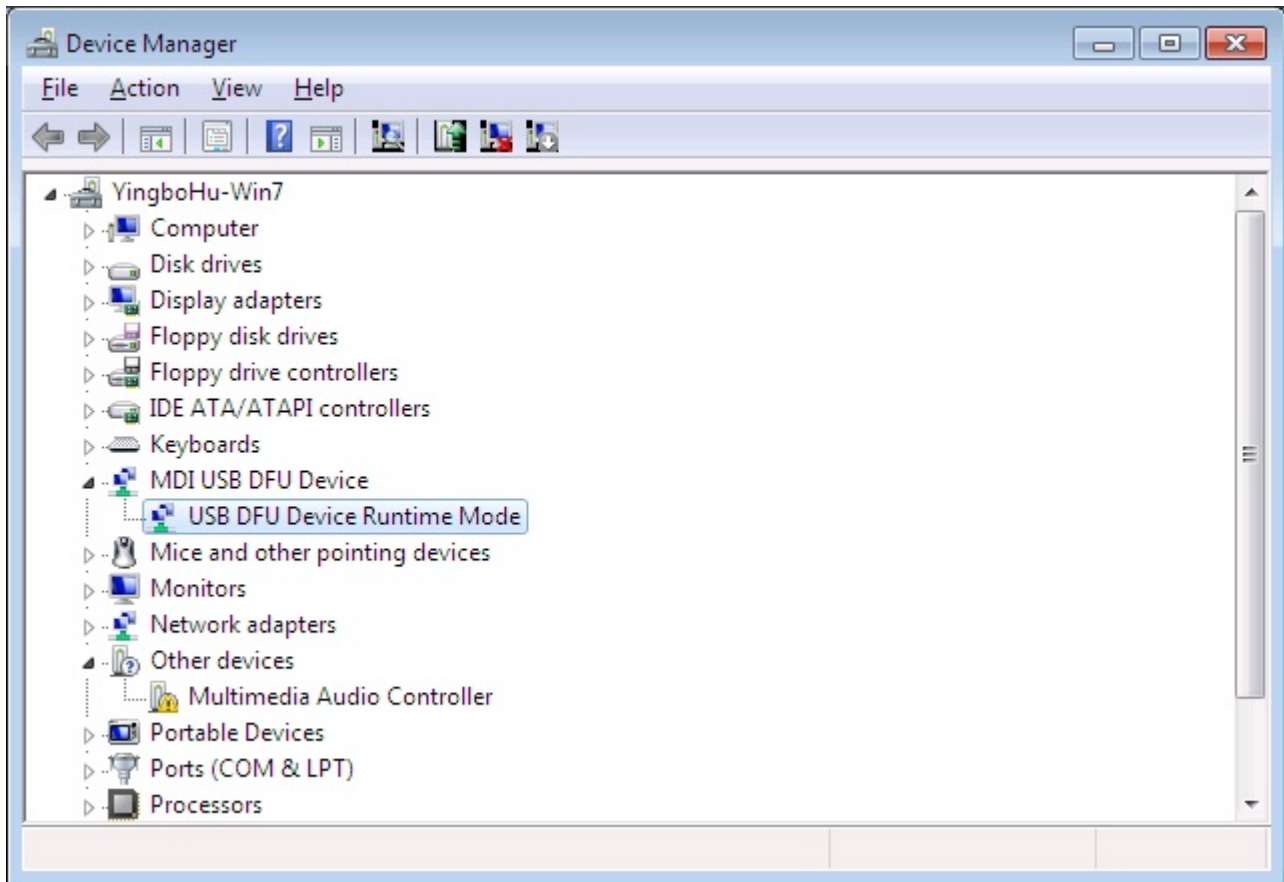 Device Manager
File Action View Help
YingboHu-Win7
Computer
Disk drives
Display adapters
Floppy disk drives
Floppy drive controllers
IDE ATA/ATAPI controllers
Keyboards
MDI USB DFU Device
USB DFU Device Runtime Mode
Mice and other pointing devices
Monitors
Network adapters
Other devices
Multimedia Audio Controller
Portable Devices
Ports (COM & LPT)
Processors